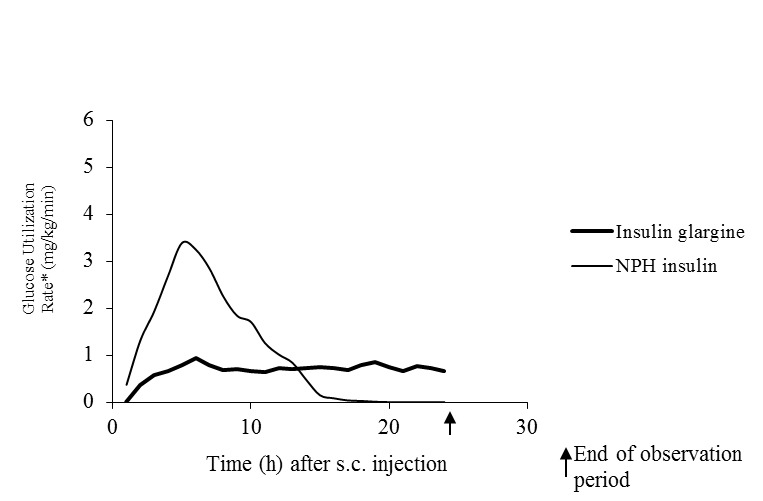 6
5
4
3
2
1
0
Glucose Utilization
Rate* (mg/kg/min)
0 10 20 30
Time (h) after s.c. injection
Insulin glargine
NPH insulin
End of observation
period